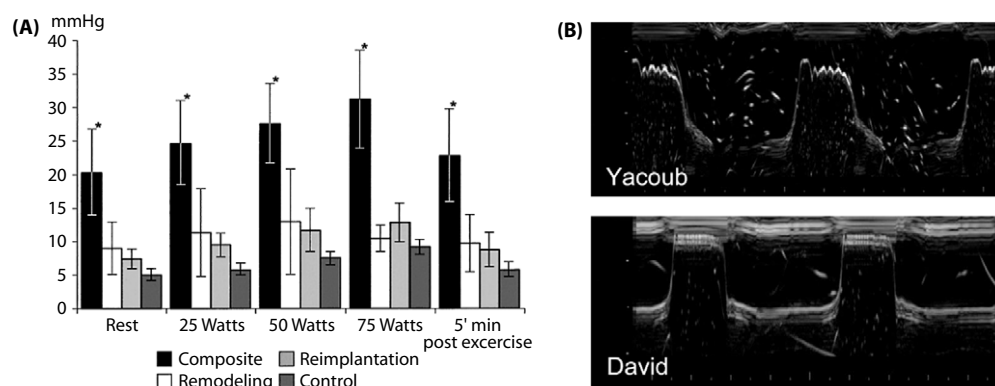 (A)
mmHg
40
35
30
25
20
15
10
5
0
* * * * *
Rest 25 Watts 50 Watts 75 Watts 5' min
post excercise
Composite Reimplantation
Remodeling Control
(B)
Yacoub
David